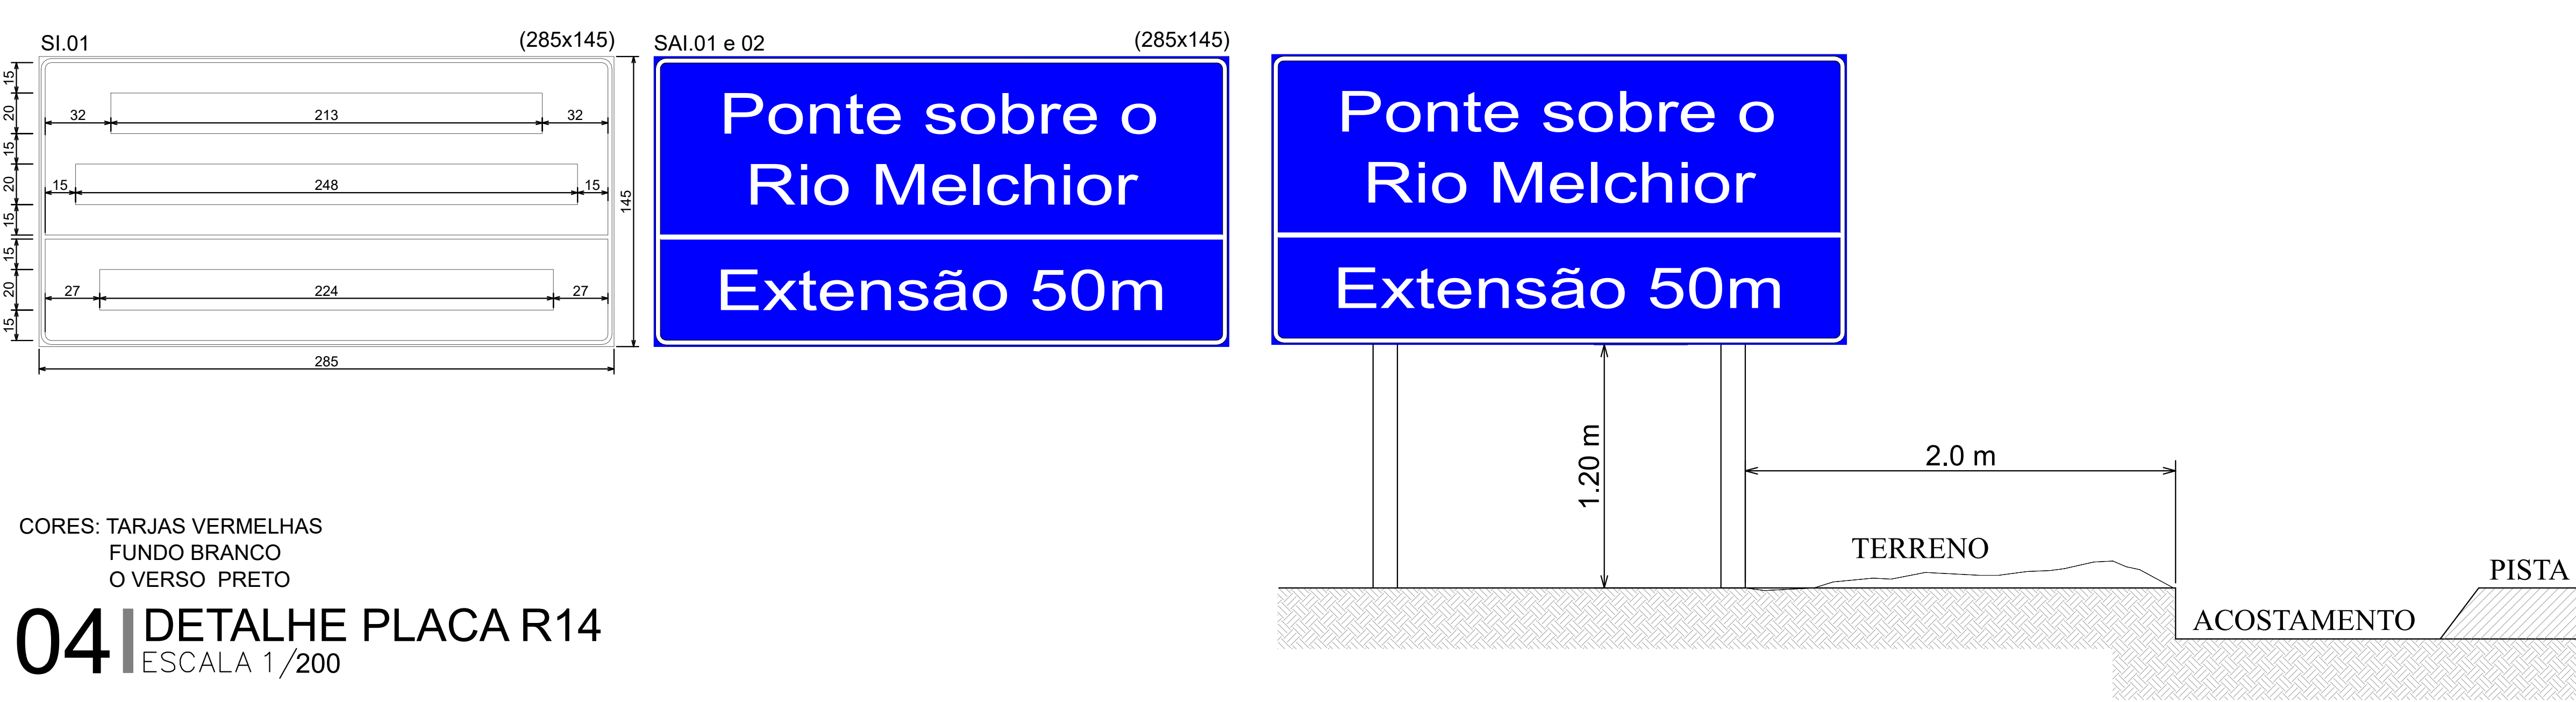 SI.01
(285x145)
15
20
15
20
15
15
20
15
32
213
32
15
248
15
27
224
27
145
285
SAI.01 e 02
(285x145)
Ponte sobre o
Rio Melchior
Extensão 50m
Ponte sobre o
Rio Melchior
Extensão 50m
1.20 m
2.0 m
TERRENO
ACOSTAMENTO
PISTA
CORES: TARJAS VERMELHAS
FUNDO BRANCO
O VERSO PRETO
04
DETALHE PLACA R14
ESCALA 1/200